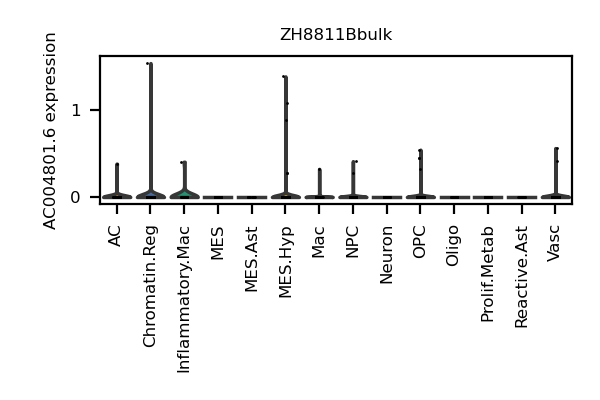 ZH8811Bbulk
AC004801.6 expression
1
0
AC
Chromatin.Reg
Inflammatory.Mac
MES
MES.Ast
MES.Hyp
Mac
NPC
Neuron
OPC
Oligo
Prolif.Metab
Reactive.Ast
Vasc